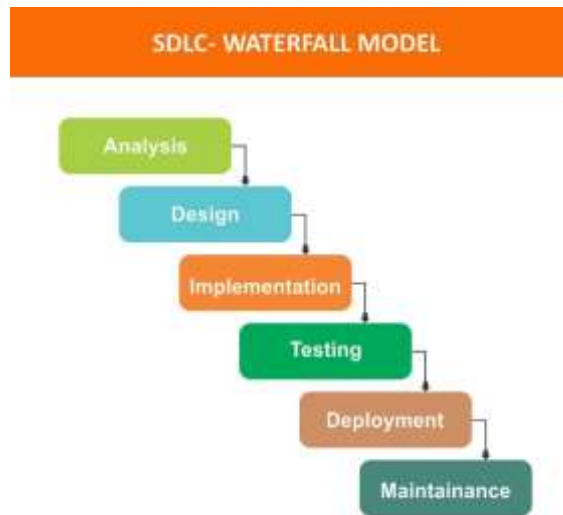 SDLC- WATERFALL MODEL
Analysis
Design
Implementation
Testing
Deployment
Maintainance